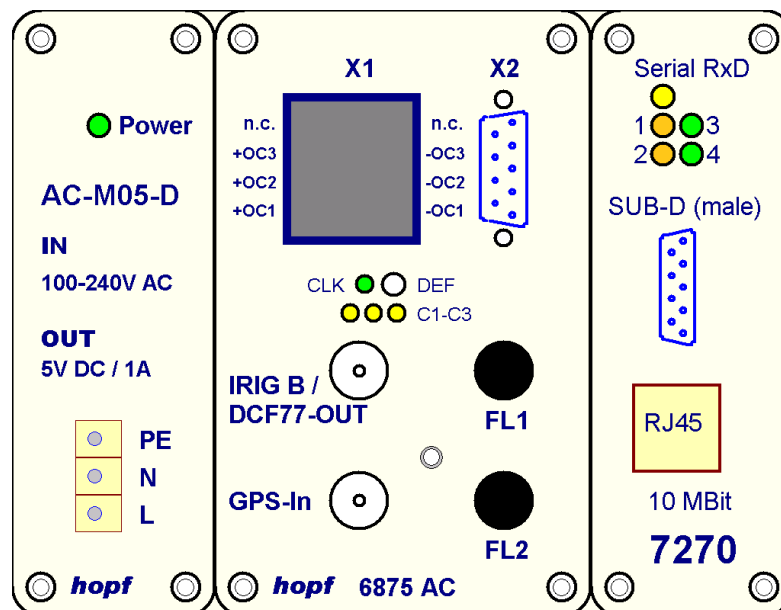 Power
AC-M05-D
IN
100-240V AC
OUT
5V DC / 1A
PE
N
L
hopf
X1
X2
n.c.
n.c.
+OC3
-OC3
+OC2
-OC2
+OC1
-OC1
CLK
DEF
C1-C3
IRIG B /
DCF77-OUT
FL1
GPS-In
FL2
hopf
6875 AC
Serial RxD
1
3
2
4
SUB-D (male)
RJ45
10 MBit
7270